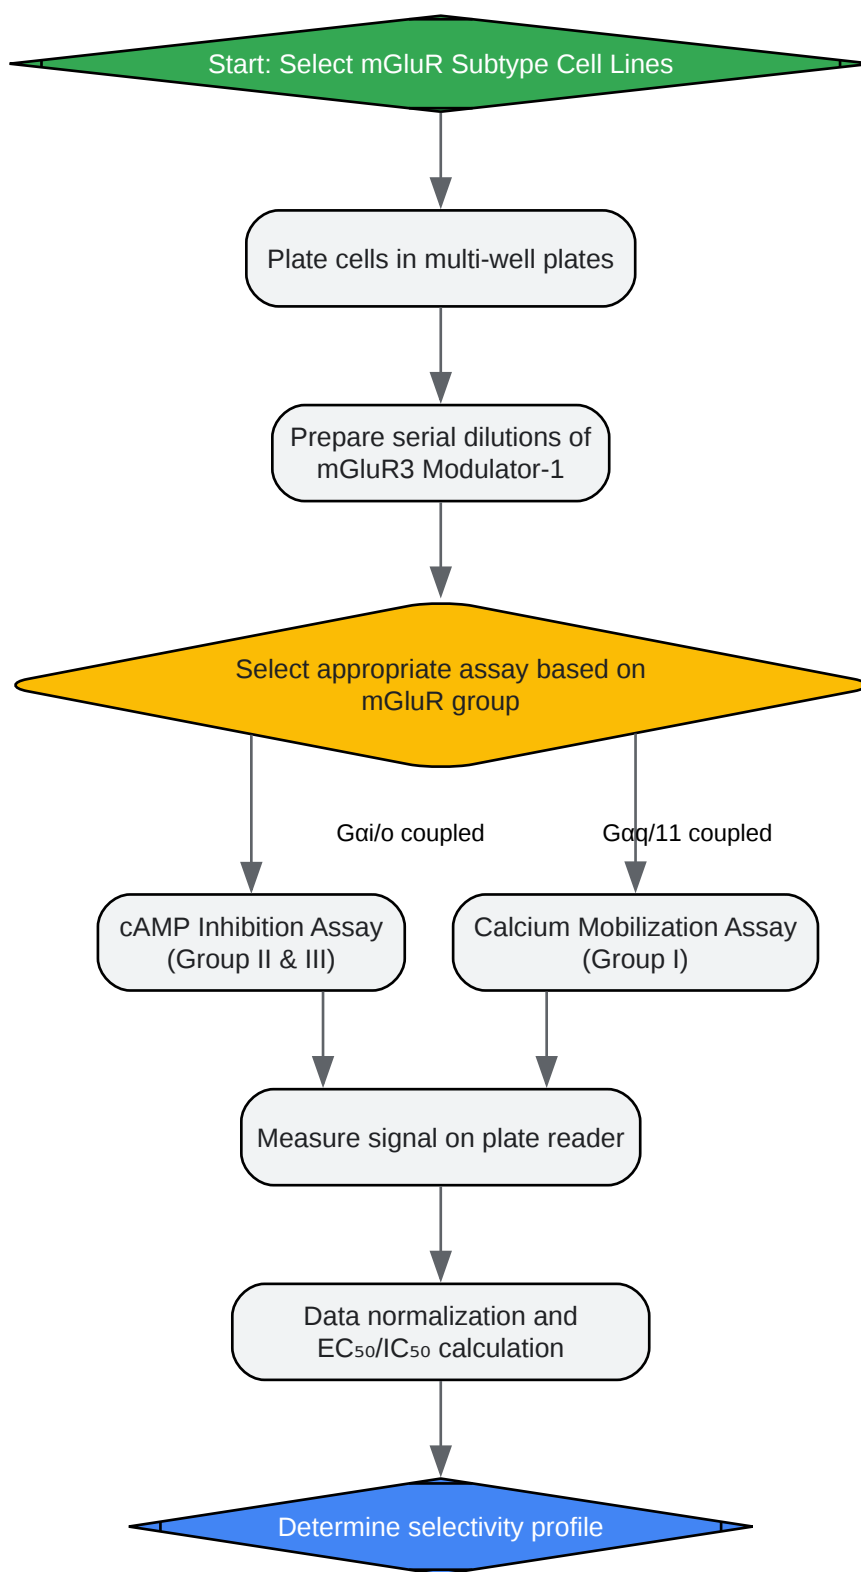 Start: Select mGluR Subtype Cell Lines
Plate cells in multi-well plates
Prepare serial dilutions of
mGluR3 Modulator-1
Select appropriate assay based on
mGluR group
Gαi/o coupled
Gαq/11 coupled
cAMP Inhibition Assay
(Group II & III)
Calcium Mobilization Assay
(Group I)
Measure signal on plate reader
Data normalization and
EC₅₀/IC₅₀ calculation
Determine selectivity profile